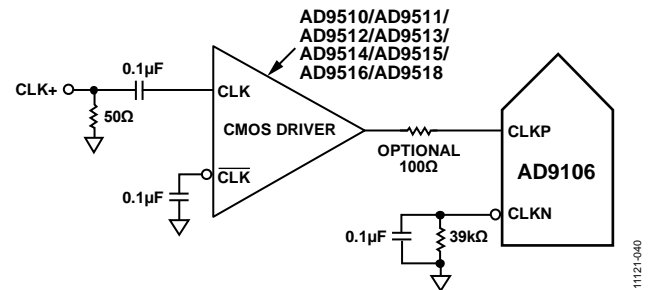 AD9510/AD9511/
AD9512/AD9513/
AD9514/AD9515/
AD9516/AD9518
0.1µF
CLK+
CLK
50Ω
CMOS DRIVER
CLKP
OPTIONAL
100Ω
AD9106
CLK
0.1µF
CLKN
0.1µF
39kΩ
11121-040